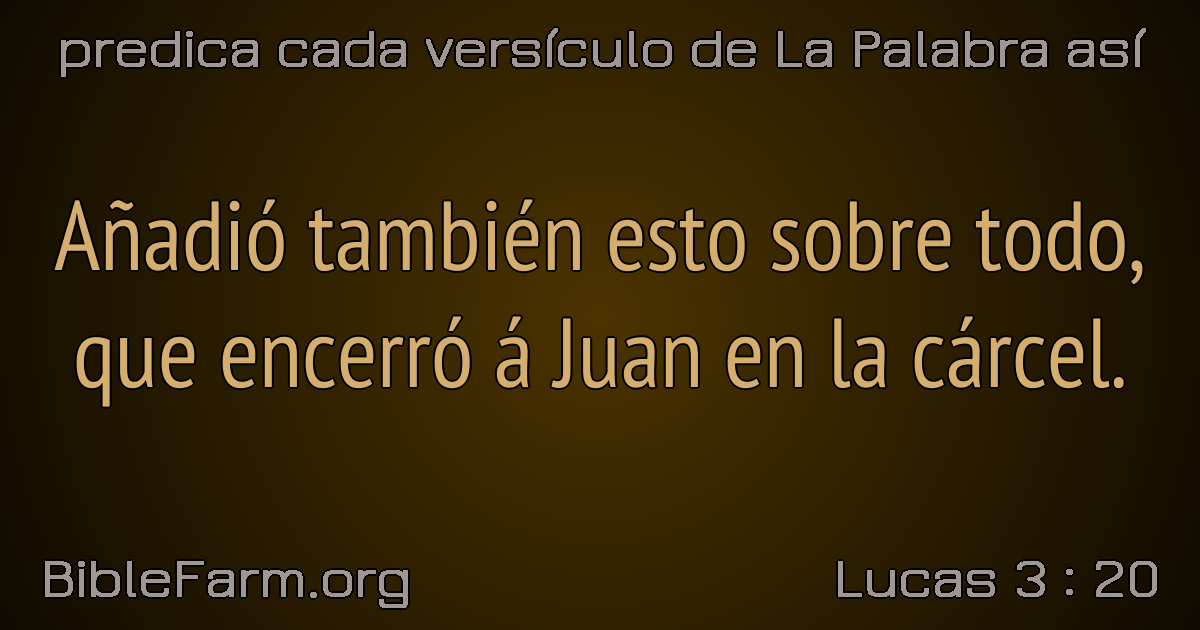 predica cada versículo de La Palabra así
Añadió también esto sobre todo,
que encerró á Juan en la cárcel.
BibleFarm.org
Lucas 3 : 20